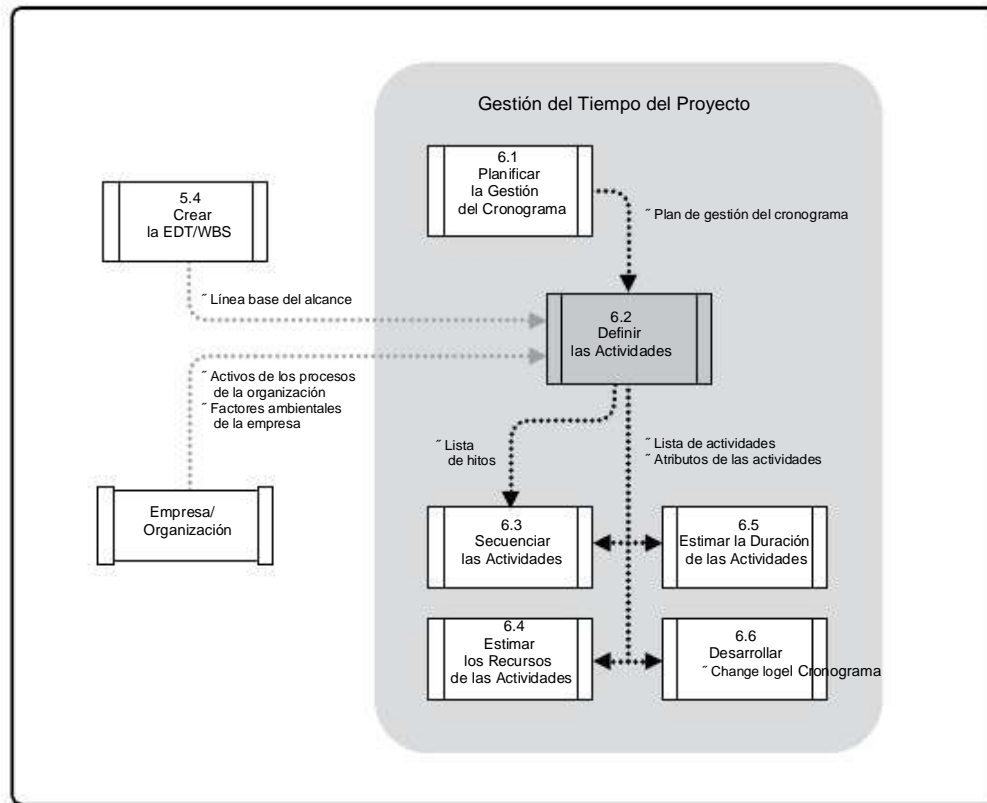 Gestión del Tiempo del Proyecto
6.1
Planificar
la Gestión
del Cronograma
5.4
Crear
la EDT/WBS
˝ Plan de gestión del cronograma
˝ Línea base del alcance
6.2
Definir
las Actividades
˝ Activos de los procesos
de la organización
˝ Factores ambientales
de la empresa
˝ Lista
de hitos
˝ Lista de actividades
˝ Atributos de las actividades
Empresa/
Organización
6.3
Secuenciar
las Actividades
6.5
Estimar la Duración
de las Actividades
6.4
Estimar
los Recursos
de las Actividades
6.6
Desarrollar
˝ Change logel Cronograma